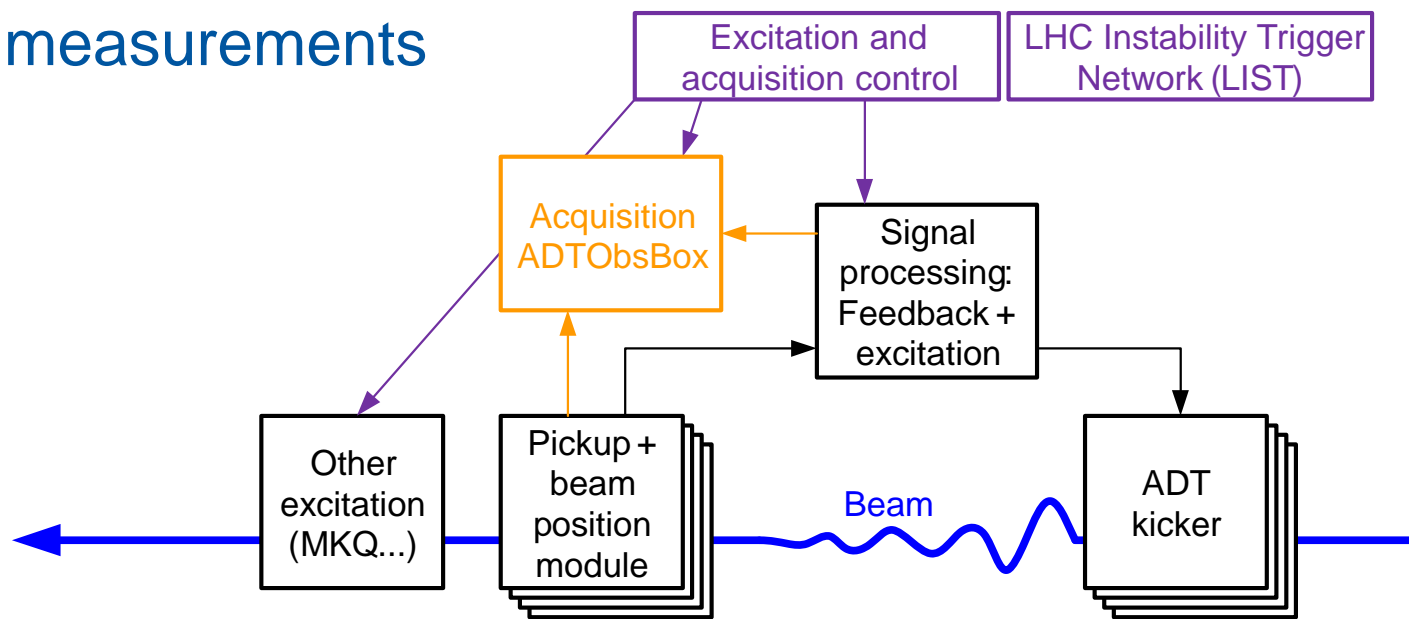 measurements
Excitation and
acquisition control
LHC Instability Trigger
Network (LIST)
Acquisition
ADTObsBox
Signal
processing:
Feedback +
excitation
Other
excitation
(MKQ...)
Pickup +
beam
position
module
Beam
ADT
kicker